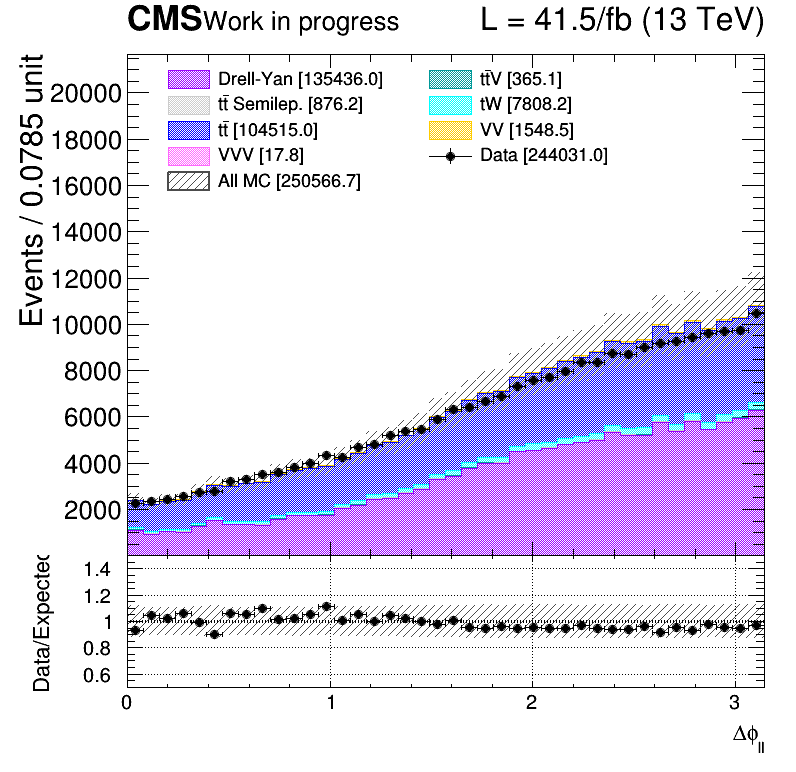 CMS Work in progress L = 41.5/fb (13 TeV)
Events / 0.0785 unit
20000
18000
16000
14000
12000
10000
8000
6000
4000
2000
Drell-Yan [135436.0]
tt̄ Semilep. [876.2]
tt̄ [104515.0]
VVV [17.8]
All MC [250566.7]
tt̄V [365.1]
tW [7808.2]
VV [1548.5]
Data [244031.0]
Data/Expected
1.4
1.2
1
0.8
0.6
0 1 2 3
Δϕ_ll